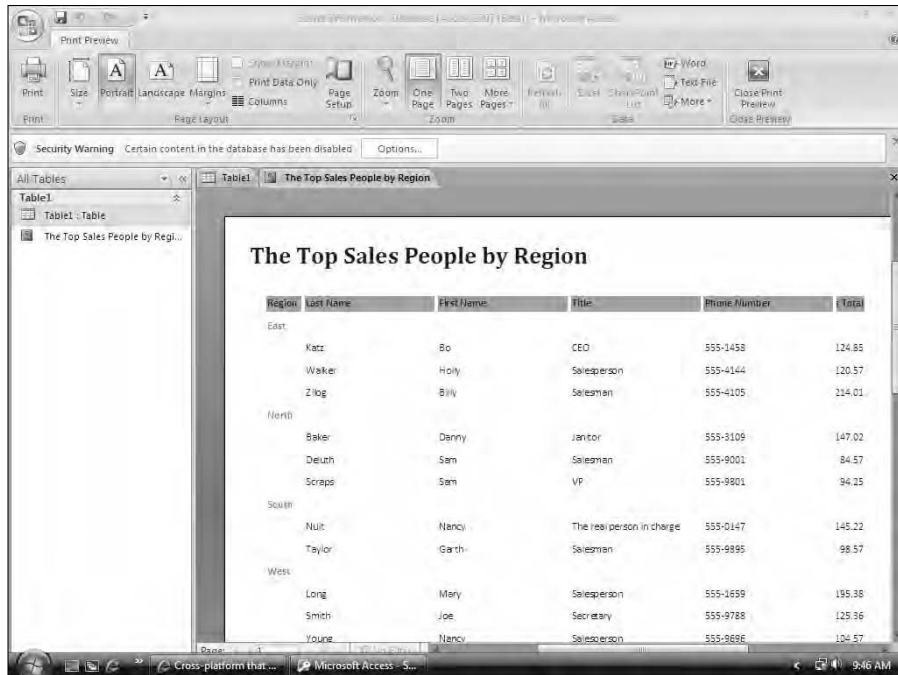 Print Preview
Print
Size
Portrait
Landscape
Margins
Print Data Only
Columns
Page Setup
Zoom
One Page
Two Pages
More Pages
Excel
Word
Text File
More
Close Print Preview
Print
Page Layout
Zoom
Data
Close Preview
Security Warning Certain content in the database has been disabled Options...
All Tables
Table1
Table1 : Table
The Top Sales People by Regi...
Table1 The Top Sales People by Region
The Top Sales People by Region
Region Last Name First Name Title Phone Number Total
East
Katz Bo CEO 555-1458 124.85
Walker Holly Salesperson 555-4144 120.57
Zilog Billy Salesman 555-4105 214.01
North
Baker Danny Janitor 555-3109 147.02
Deluth Sam Salesman 555-9001 84.57
Scraps Sam VP 555-9801 94.25
South
Nuit Nancy The real person in charge 555-0147 145.22
Taylor Garth Salesman 555-9895 98.57
West
Long Mary Salesperson 555-1659 195.38
Smith Joe Secretary 555-9788 125.36
Young Nancy Salesperson 555-9696 104.57
Page: 1
Cross-platform that ... Microsoft Access - S... 9:46 AM